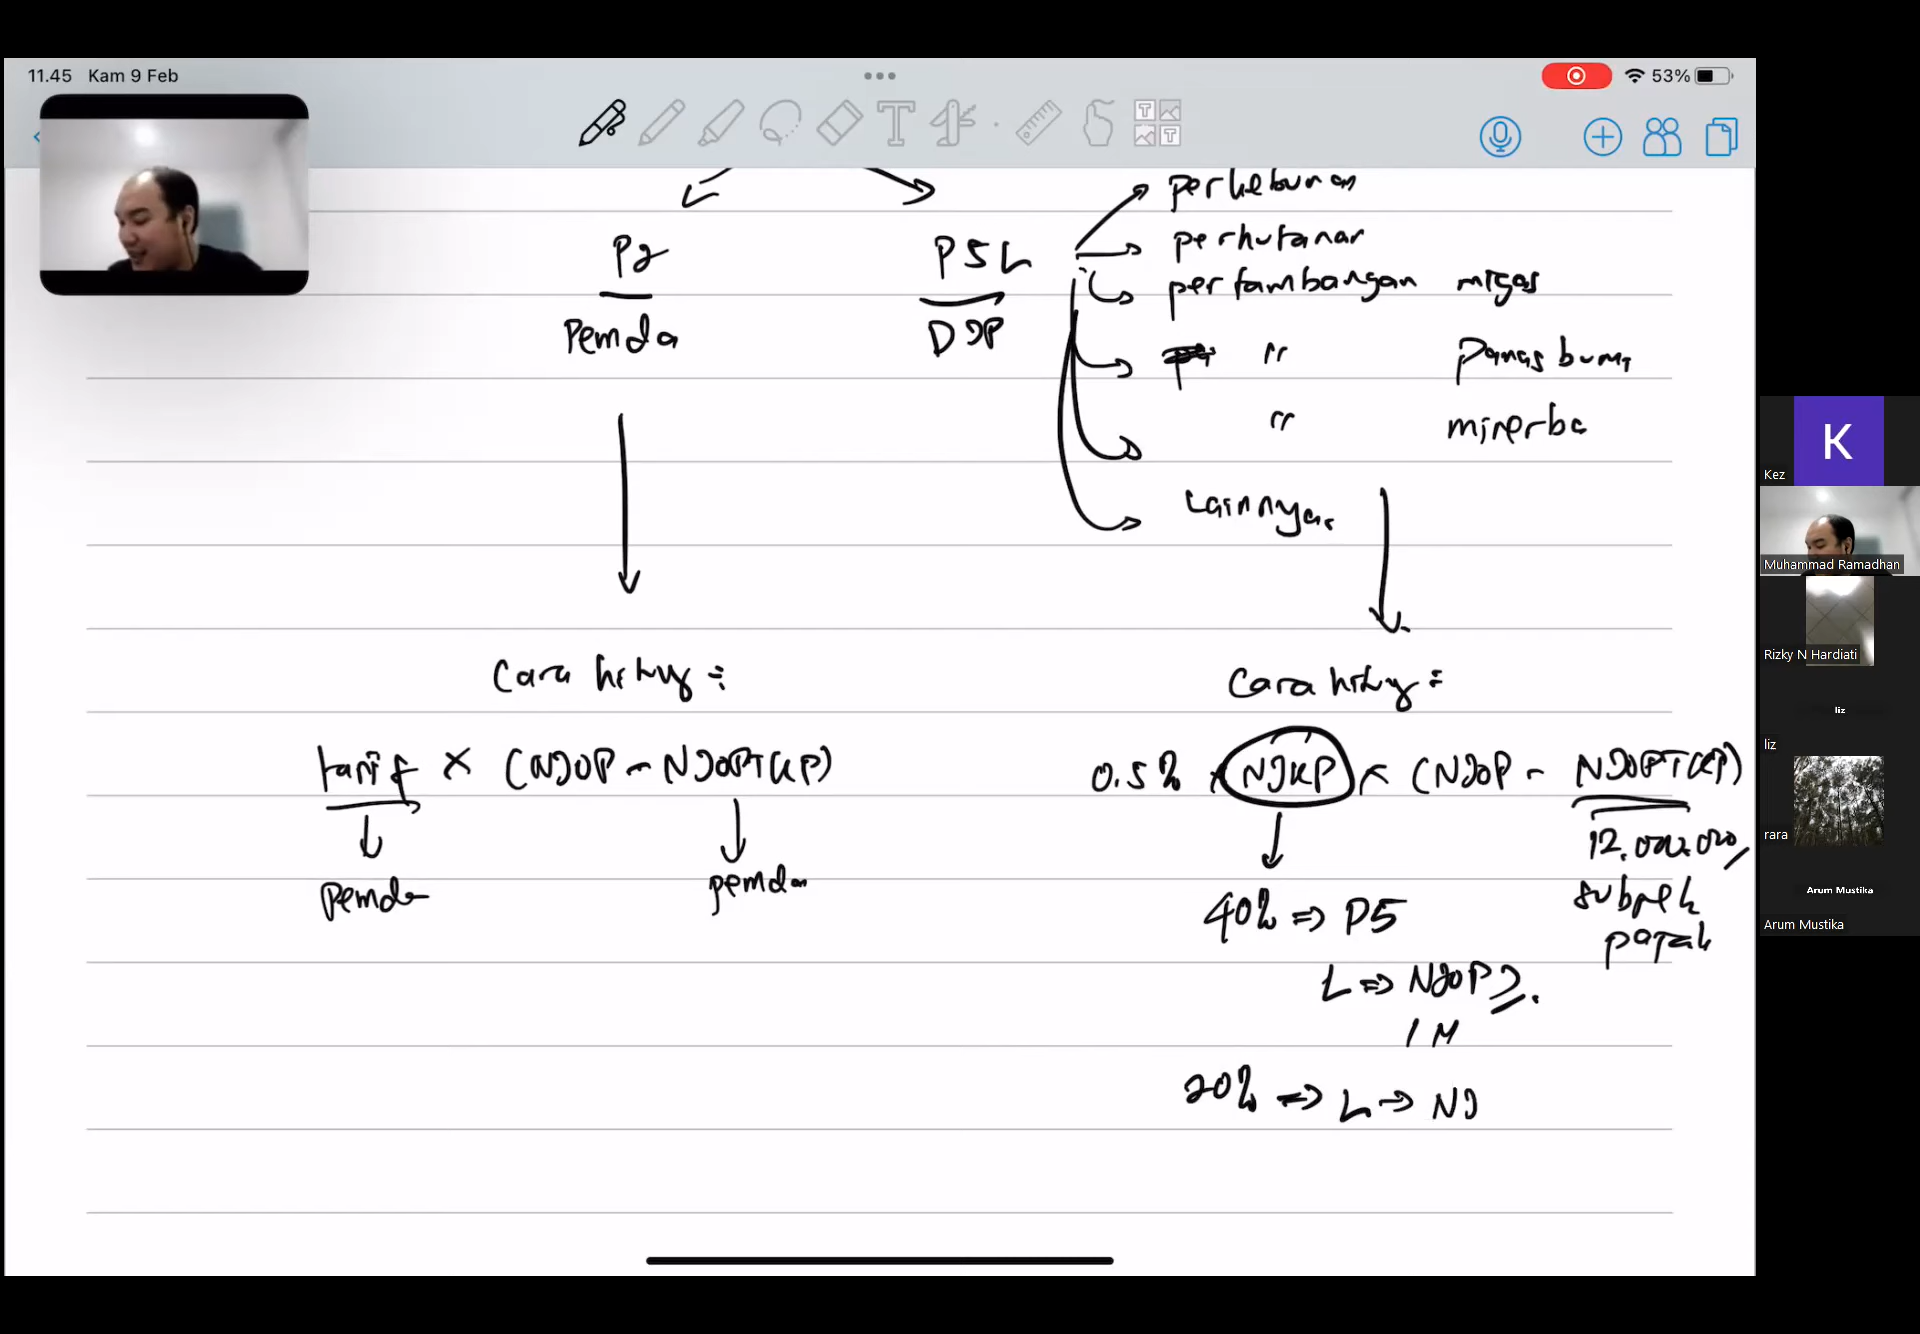 11.45 Kam 9 Feb
53%
perkebunan
P2
P5L
perhutanan
pertambangan migas
Pemda
DJP
" panas bumi
" minerba
Lainnya.
Cara hitung :
Cara hitung :
tarif x (NJOP - NJOPTKP)
0.5% x NJKP x (NJOP - NJOPTKP)
Pemda
pemda
12.000.000/
subjek
pajak
40% => P5
L => NJOP ≥.
1 M
20% => L → NJ
K
Kez
Muhammad Ramadhan
Rizky N Hardiati
liz
liz
rara
Arum Mustika
Arum Mustika